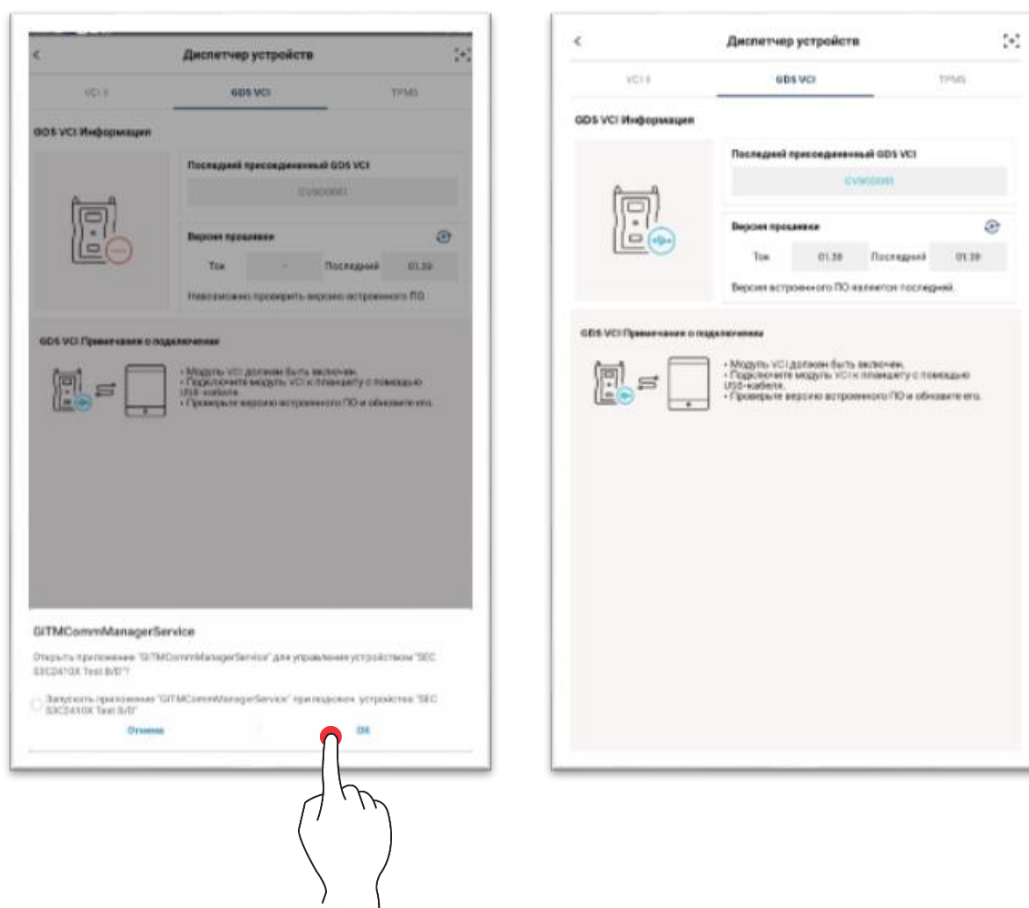 Диспетчер устройств
VCI II
GDS VCI
TPMS
GDS VCI Информация
Последний присоединенный GDS VCI
Версия прошивки
Ток
-
Последний
01.39
Невозможно проверить версию встроенного ПО
GDS VCI Примечание о подключении
• Модуль VCI должен быть включен.
• Подключите модуль VCI к планшету с помощью
USB-кабеля.
• Проверьте версию встроенного ПО и обновите его.
GITMCommManagerService
Открыть приложение "GITMCommManagerService" для управления устройством "SEC
S3C2410X Test B/D"?
Запускать приложение "GITMCommManagerService" при подключ. устройства "SEC
S3C2410X Test B/D"
Отмена
OK
Диспетчер устройств
VCI II
GDS VCI
TPMS
GDS VCI Информация
Последний присоединенный GDS VCI
Версия прошивки
Ток
Последний
01.39
Версия встроенного ПО является последней.
GDS VCI Примечание о подключении
• Модуль VCI должен быть включен.
• Подключите модуль VCI к планшету с помощью
USB-кабеля.
• Проверьте версию встроенного ПО и обновите его.